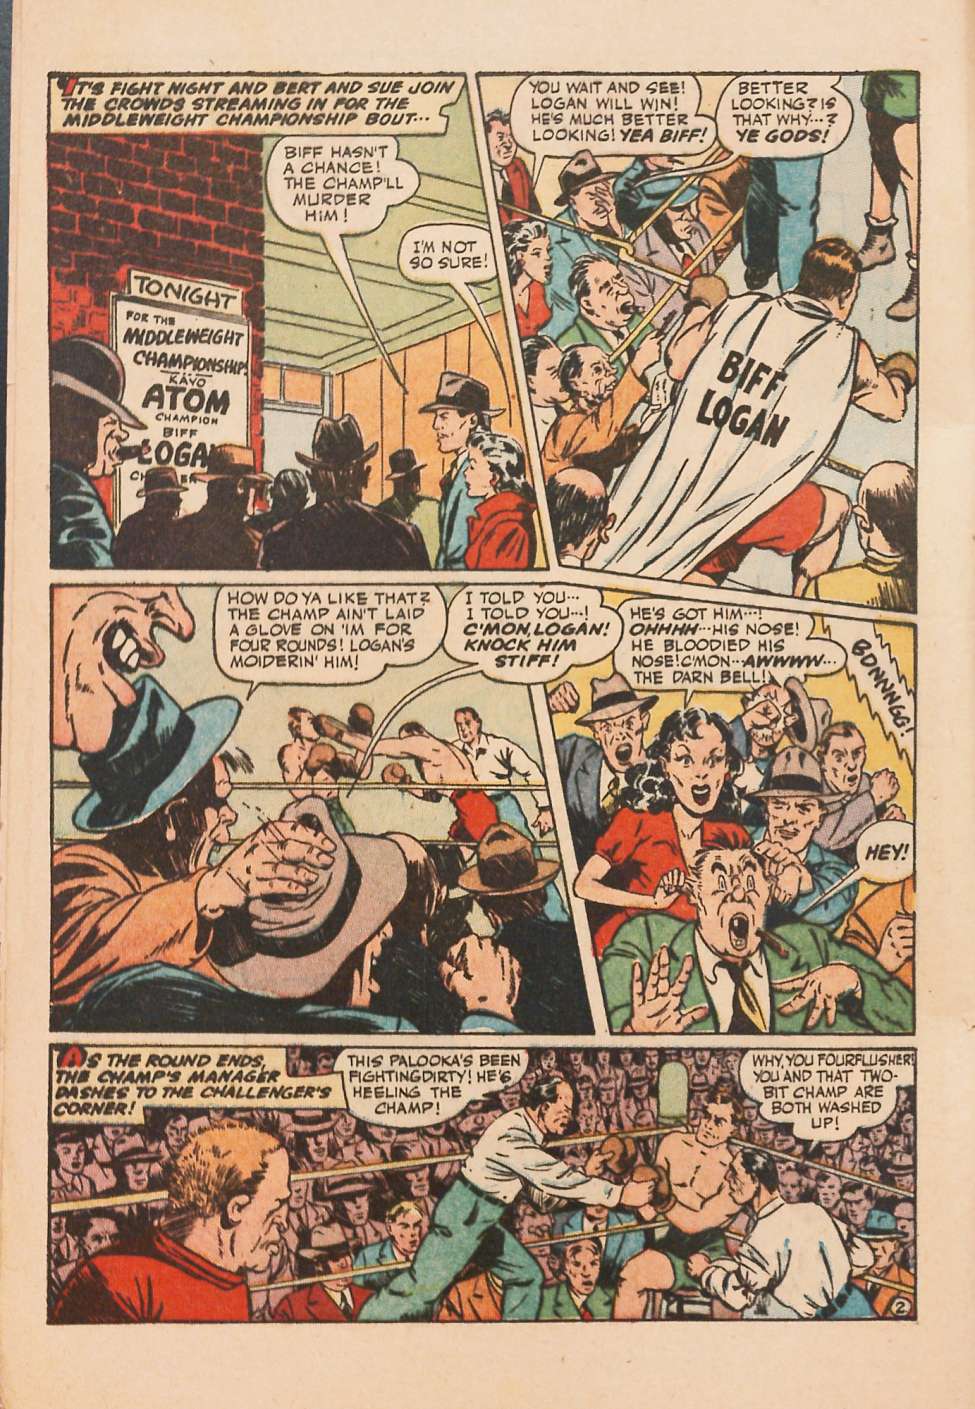 IT'S FIGHT NIGHT AND BERT AND SUE JOIN
THE CROWDS STREAMING IN FOR THE
MIDDLEWEIGHT CHAMPIONSHIP BOUT...
BIFF HASN'T
A CHANCE!
THE CHAMP'LL
MURDER
HIM!
I'M NOT
SO SURE!
TONIGHT
FOR THE
MIDDLEWEIGHT
CHAMPIONSHIP
KAYO
ATOM
CHAMPION
BIFF
LOGAN
YOU WAIT AND SEE!
LOGAN WILL WIN!
HE'S MUCH BETTER
LOOKING! YEA BIFF!
BETTER
LOOKING? IS
THAT WHY...?
YE GODS!
BIFF
LOGAN
HOW DO YA LIKE THAT?
THE CHAMP AIN'T LAID
A GLOVE ON 'IM FOR
FOUR ROUNDS! LOGAN'S
MOIDERIN' HIM!
I TOLD YOU...
I TOLD YOU...!
C'MON, LOGAN!
KNOCK HIM
STIFF!
HE'S GOT HIM...!
OHHHH...HIS NOSE!
HE BLOODIED HIS
NOSE! C'MON...AWWWW...
THE DARN BELL!
BONNNGG!
HEY!
AS THE ROUND ENDS,
THE CHAMP'S MANAGER
DASHES TO THE CHALLENGER'S
CORNER!
THIS PALOOKA'S BEEN
FIGHTING DIRTY! HE'S
HEELING THE
CHAMP!
WHY, YOU FOURFLUSHER!
YOU AND THAT TWO-
BIT CHAMP ARE
BOTH WASHED
UP!
2